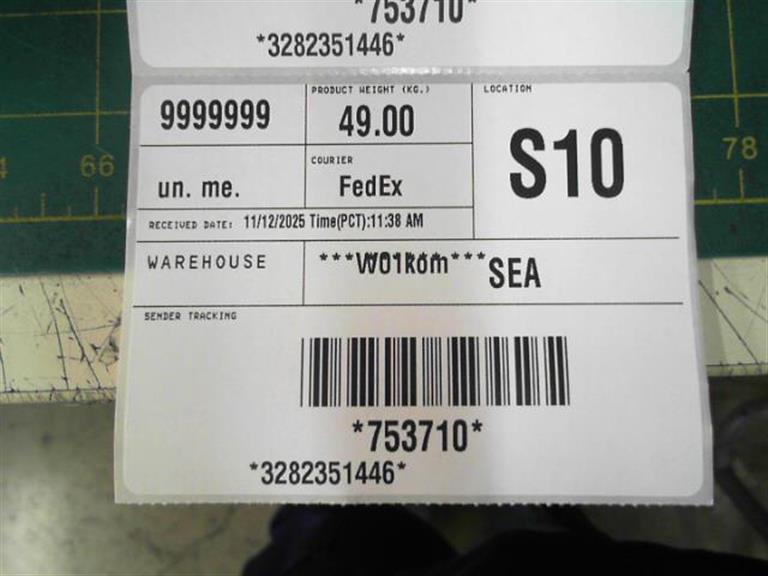 *753710*
*3282351446*
9999999
PRODUCT WEIGHT (KG.)
49.00
LOCATION
S10
un. me.
COURIER
FedEx
RECEIVED DATE: 11/12/2025 Time(PCT):11:38 AM
WAREHOUSE
SEA
SENDER TRACKING
*753710*
*3282351446*
66
78